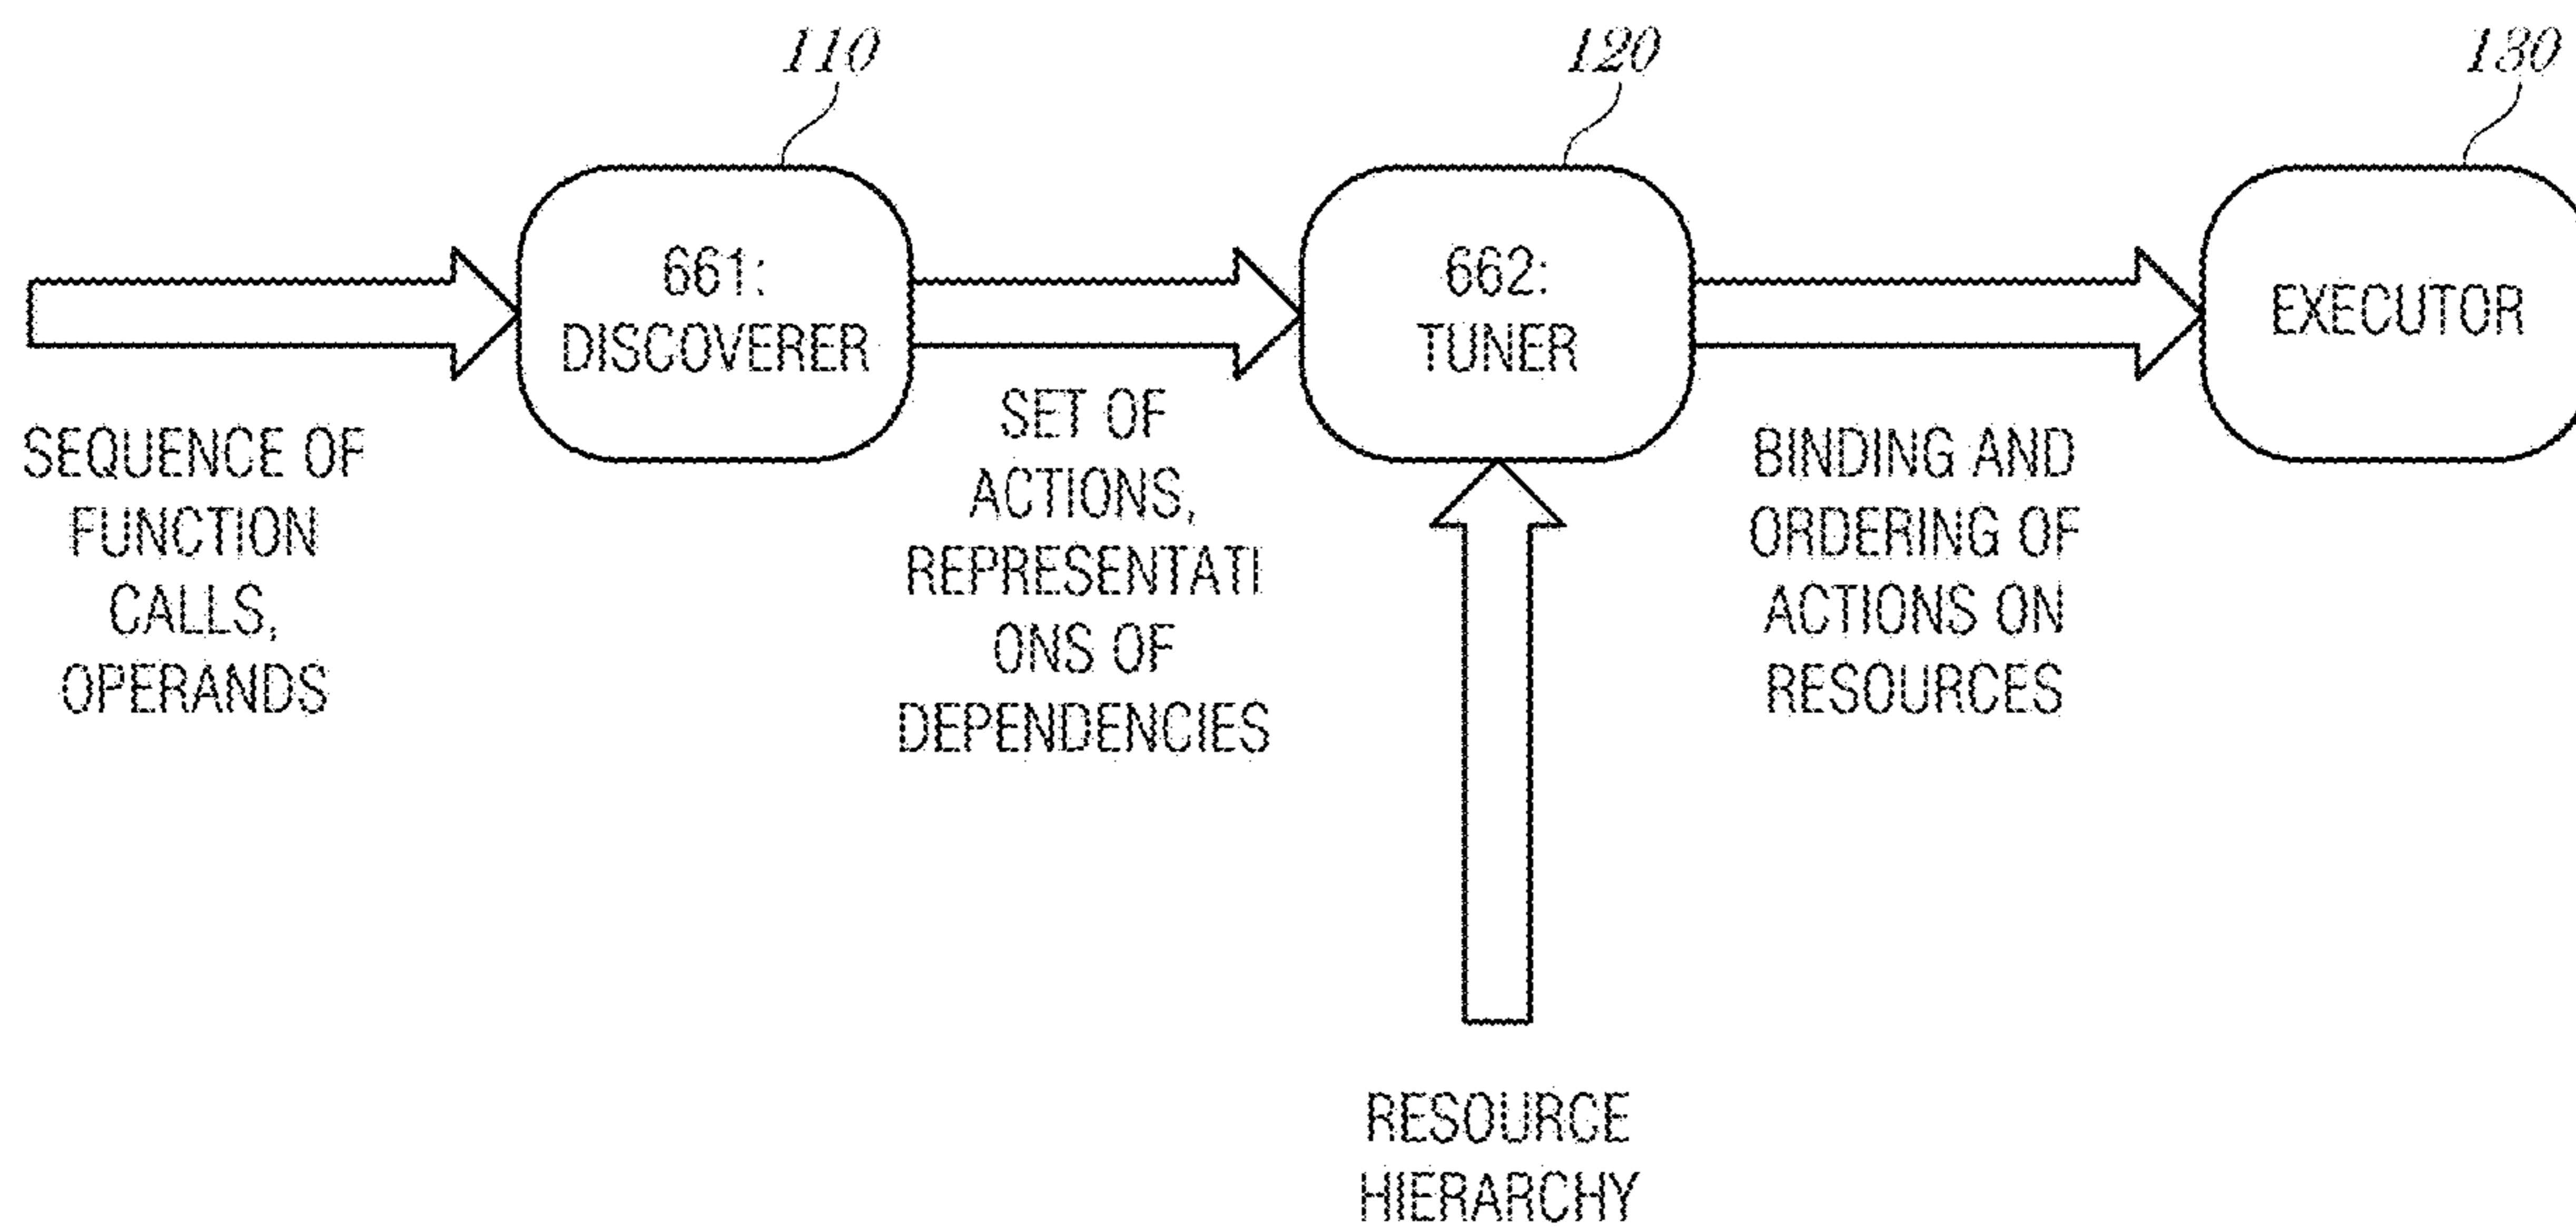 110
120
130
661:
DISCOVERER
662:
TUNER
EXECUTOR
SEQUENCE OF
FUNCTION
CALLS,
OPERANDS
SET OF
ACTIONS,
REPRESENTATI
ONS OF
DEPENDENCIES
BINDING AND
ORDERING OF
ACTIONS ON
RESOURCES
RESOURCE
HIERARCHY